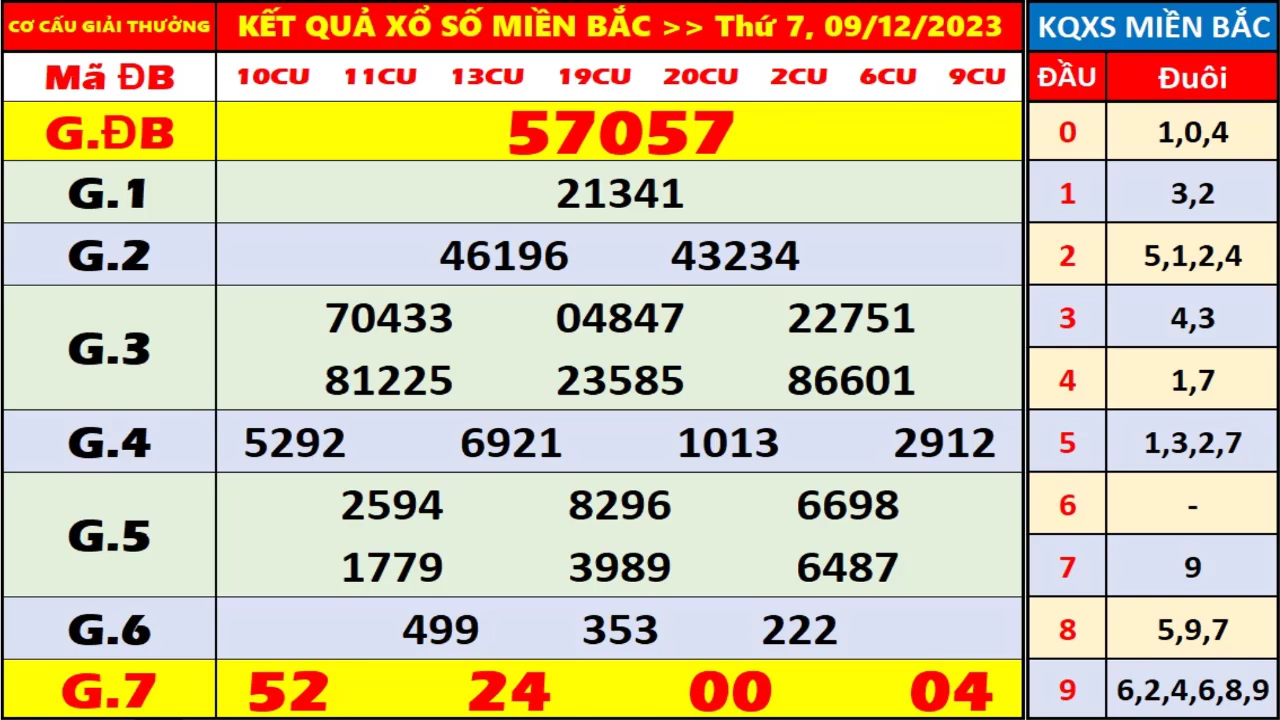 CƠ CẤU GIẢI THƯỞNG KẾT QUẢ XỔ SỐ MIỀN BẮC >> Thứ 7, 09/12/2023 KQXS MIỀN BẮC
Mã ĐB 10CU 11CU 13CU 19CU 20CU 2CU 6CU 9CU ĐẦU Đuôi
G.ĐB 57057 0 1,0,4
G.1 21341 1 3,2
G.2 46196 43234 2 5,1,2,4
G.3 70433 04847 22751 3 4,3
81225 23585 86601 4 1,7
G.4 5292 6921 1013 2912 5 1,3,2,7
G.5 2594 8296 6698 6 -
1779 3989 6487 7 9
G.6 499 353 222 8 5,9,7
G.7 52 24 00 04 9 6,2,4,6,8,9